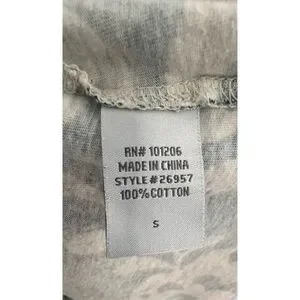 RN# 101206
MADE IN CHINA
STYLE #26957
100% COTTON
S